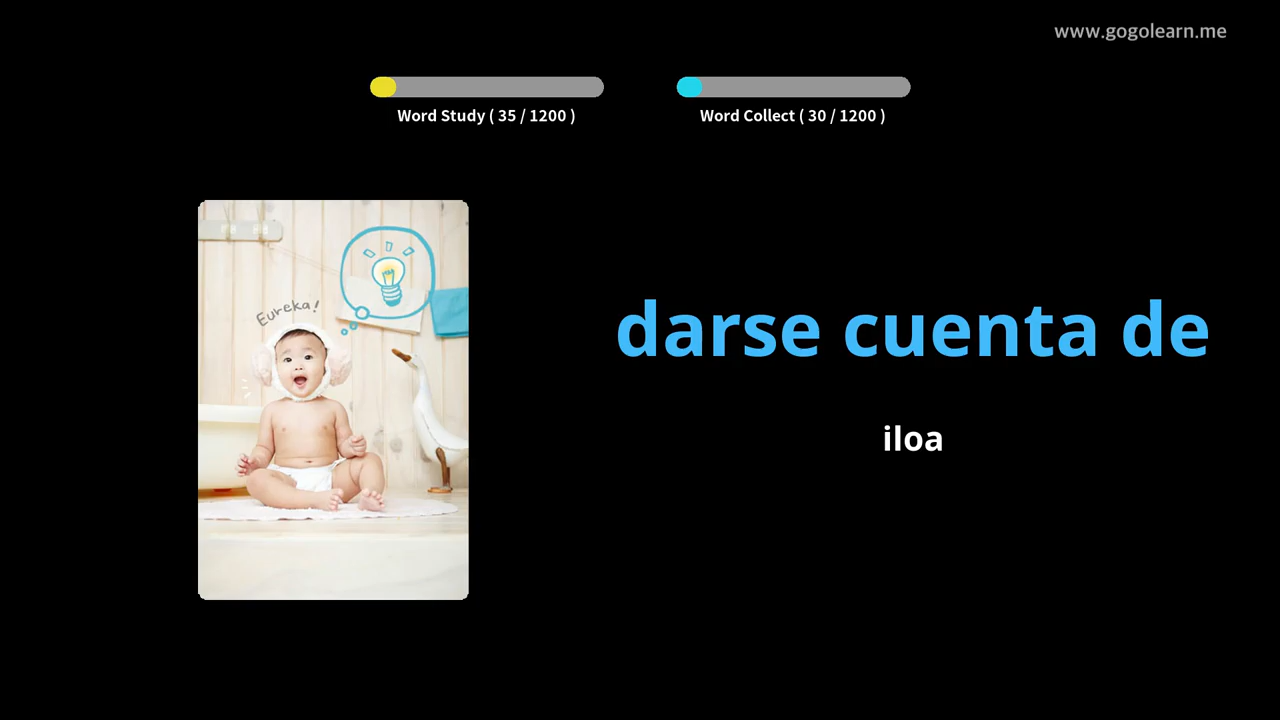 www.gogolearn.me
Word Study ( 35 / 1200 )
Word Collect ( 30 / 1200 )
Eureka!
darse cuenta de
iloa